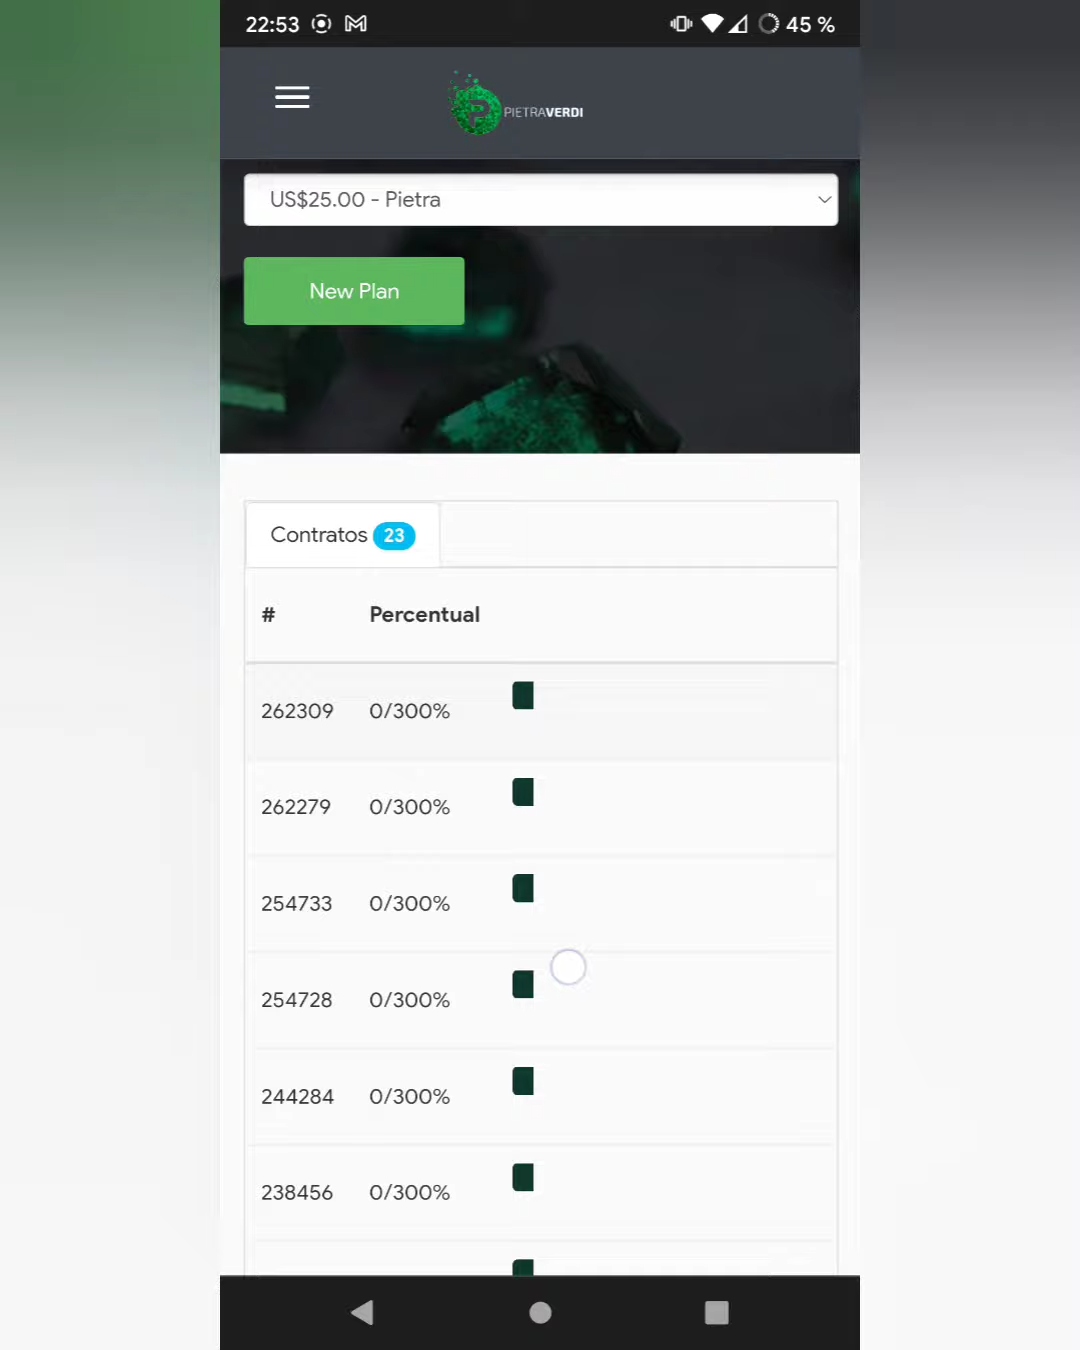 22:53 45 %
PIETRAVERDI
US$25.00 - Pietra
New Plan
Contratos 23
# Percentual
262309 0/300%
262279 0/300%
254733 0/300%
254728 0/300%
244284 0/300%
238456 0/300%